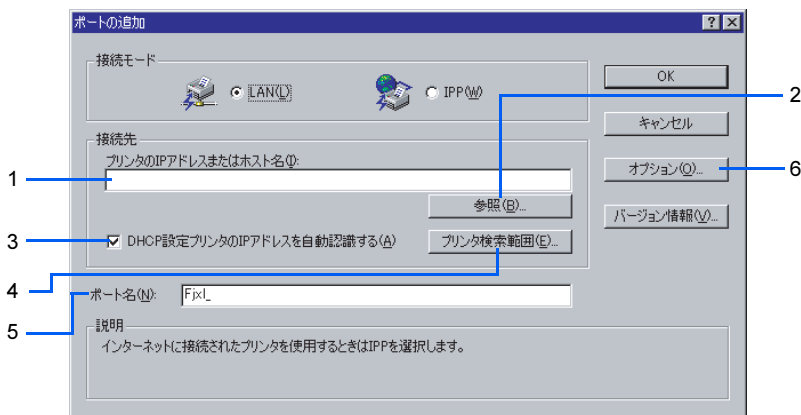 ポートの追加
接続モード
LAN(L)
IPP(W)
OK
2
キャンセル
接続先
プリンタのIPアドレスまたはホスト名(I):
1
オプション(O)...
6
参照(B)...
バージョン情報(V)...
3
DHCP設定プリンタのIPアドレスを自動認識する(A)
プリンタ検索範囲(E)...
4
ポート名(N):
Fjxl_
5
説明
インターネットに接続されたプリンタを使用するときはIPPを選択します。